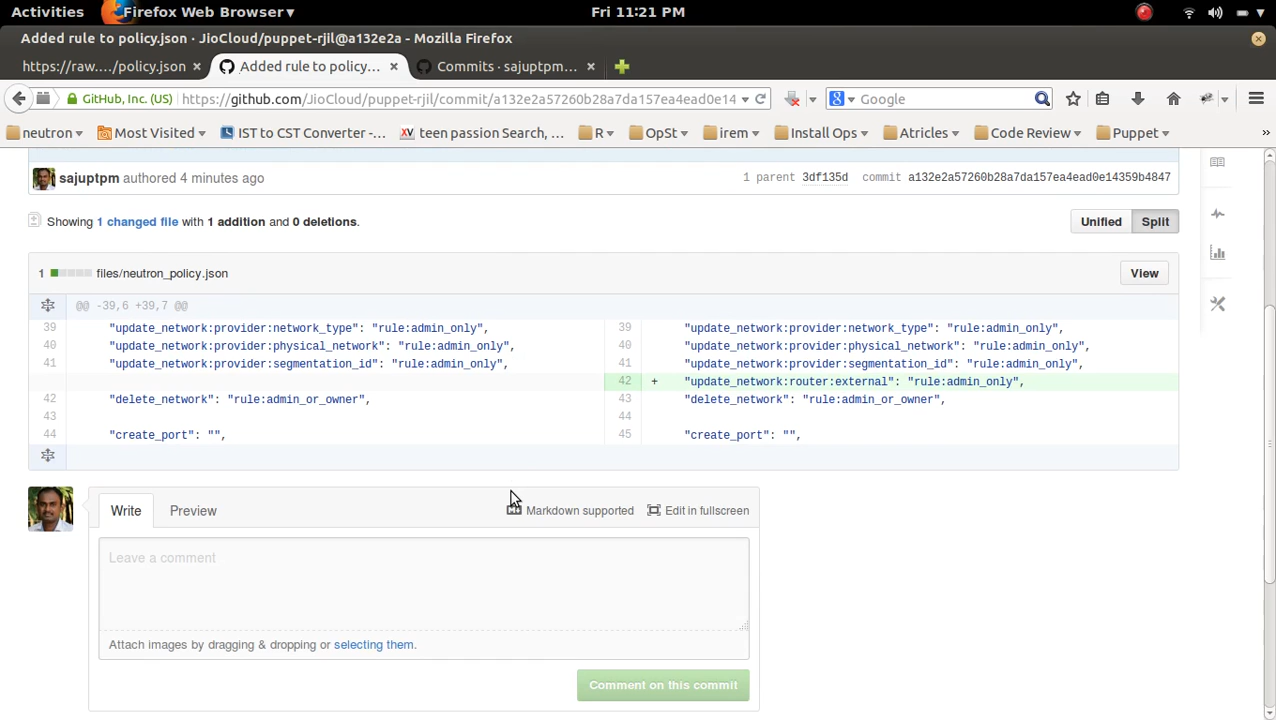 Activities Firefox Web Browser ▾ Fri 11:21 PM
Added rule to policy.json · JioCloud/puppet-rjil@a132e2a - Mozilla Firefox
https://raw..../policy.json × Added rule to policy... × Commits · sajuptpm... ×
GitHub, Inc. (US) https://github.com/JioCloud/puppet-rjil/commit/a132e2a57260b28a7da157ea4ead0e14 Google
neutron Most Visited IST to CST Converter -... XV teen passion Search, ... R OpSt irem Install Ops Atricles Code Review Puppet »
sajuptpm authored 4 minutes ago 1 parent 3df135d commit a132e2a57260b28a7da157ea4ead0e14359b4847
Showing 1 changed file with 1 addition and 0 deletions. Unified Split
1 files/neutron_policy.json View
@@ -39,6 +39,7 @@
39 "update_network:provider:network_type": "rule:admin_only", 39 "update_network:provider:network_type": "rule:admin_only",
40 "update_network:provider:physical_network": "rule:admin_only", 40 "update_network:provider:physical_network": "rule:admin_only",
41 "update_network:provider:segmentation_id": "rule:admin_only", 41 "update_network:provider:segmentation_id": "rule:admin_only",
42 + "update_network:router:external": "rule:admin_only",
42 "delete_network": "rule:admin_or_owner", 43 "delete_network": "rule:admin_or_owner",
43 44
44 "create_port": "", 45 "create_port": "",
Write Preview Markdown supported Edit in fullscreen
Leave a comment
Attach images by dragging & dropping or selecting them.
Comment on this commit